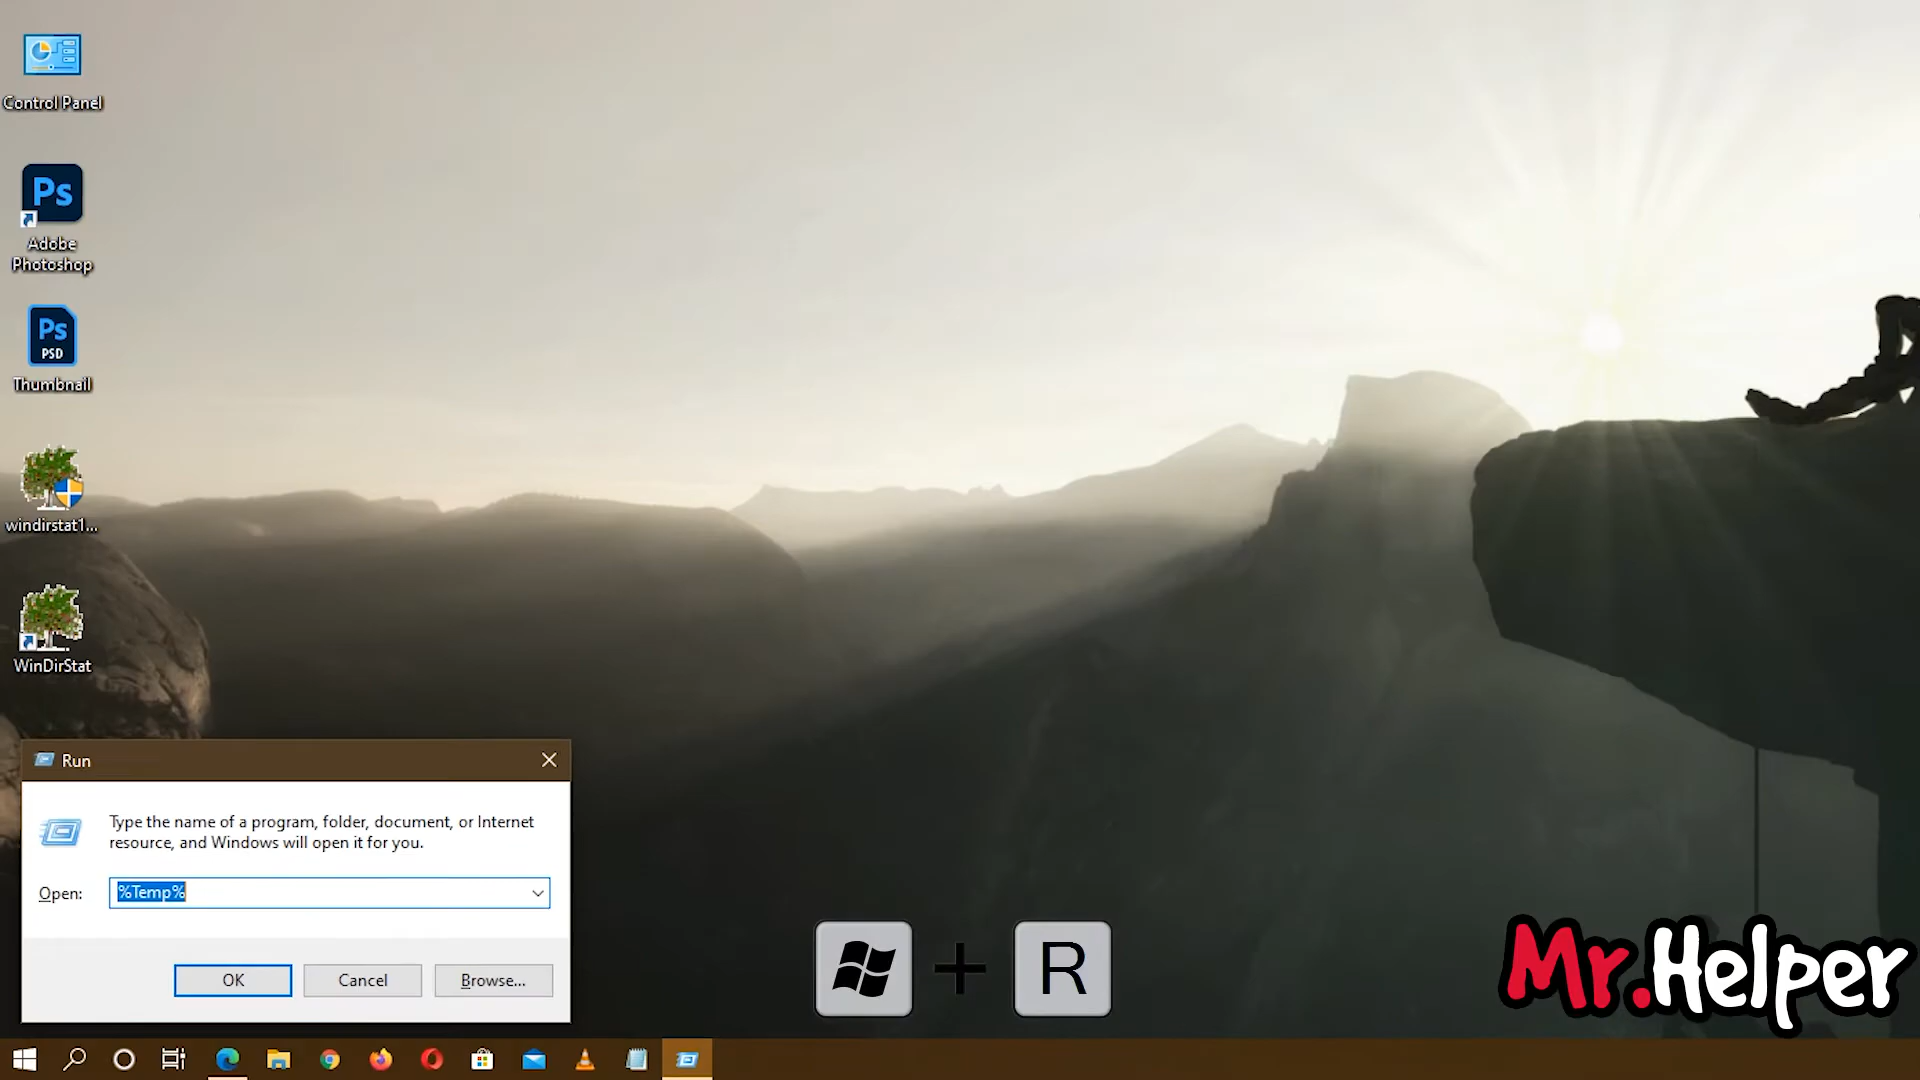 Control Panel
Ps
Adobe
Photoshop
Ps
PSD
Thumbnail
windirstat1...
WinDirStat
Run
Type the name of a program, folder, document, or Internet
resource, and Windows will open it for you.
Open: %Temp%
OK Cancel Browse...
+ R
Mr.Helper